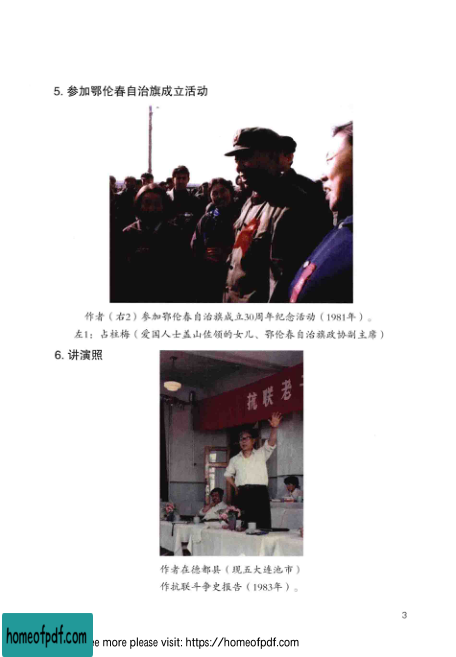 5. 参加鄂伦春自治旗成立活动
作者（右2）参加鄂伦春自治旗成立30周年纪念活动（1981年）。
左1：占桂梅（爱国人士盖山佐领的女儿、鄂伦春自治旗政协副主席）
6. 讲演照
抗联老
作者在德都县（现五大连池市）
作抗联斗争史报告（1983年）。
3
homeofpdf.com
ee more please visit: https://homeofpdf.com